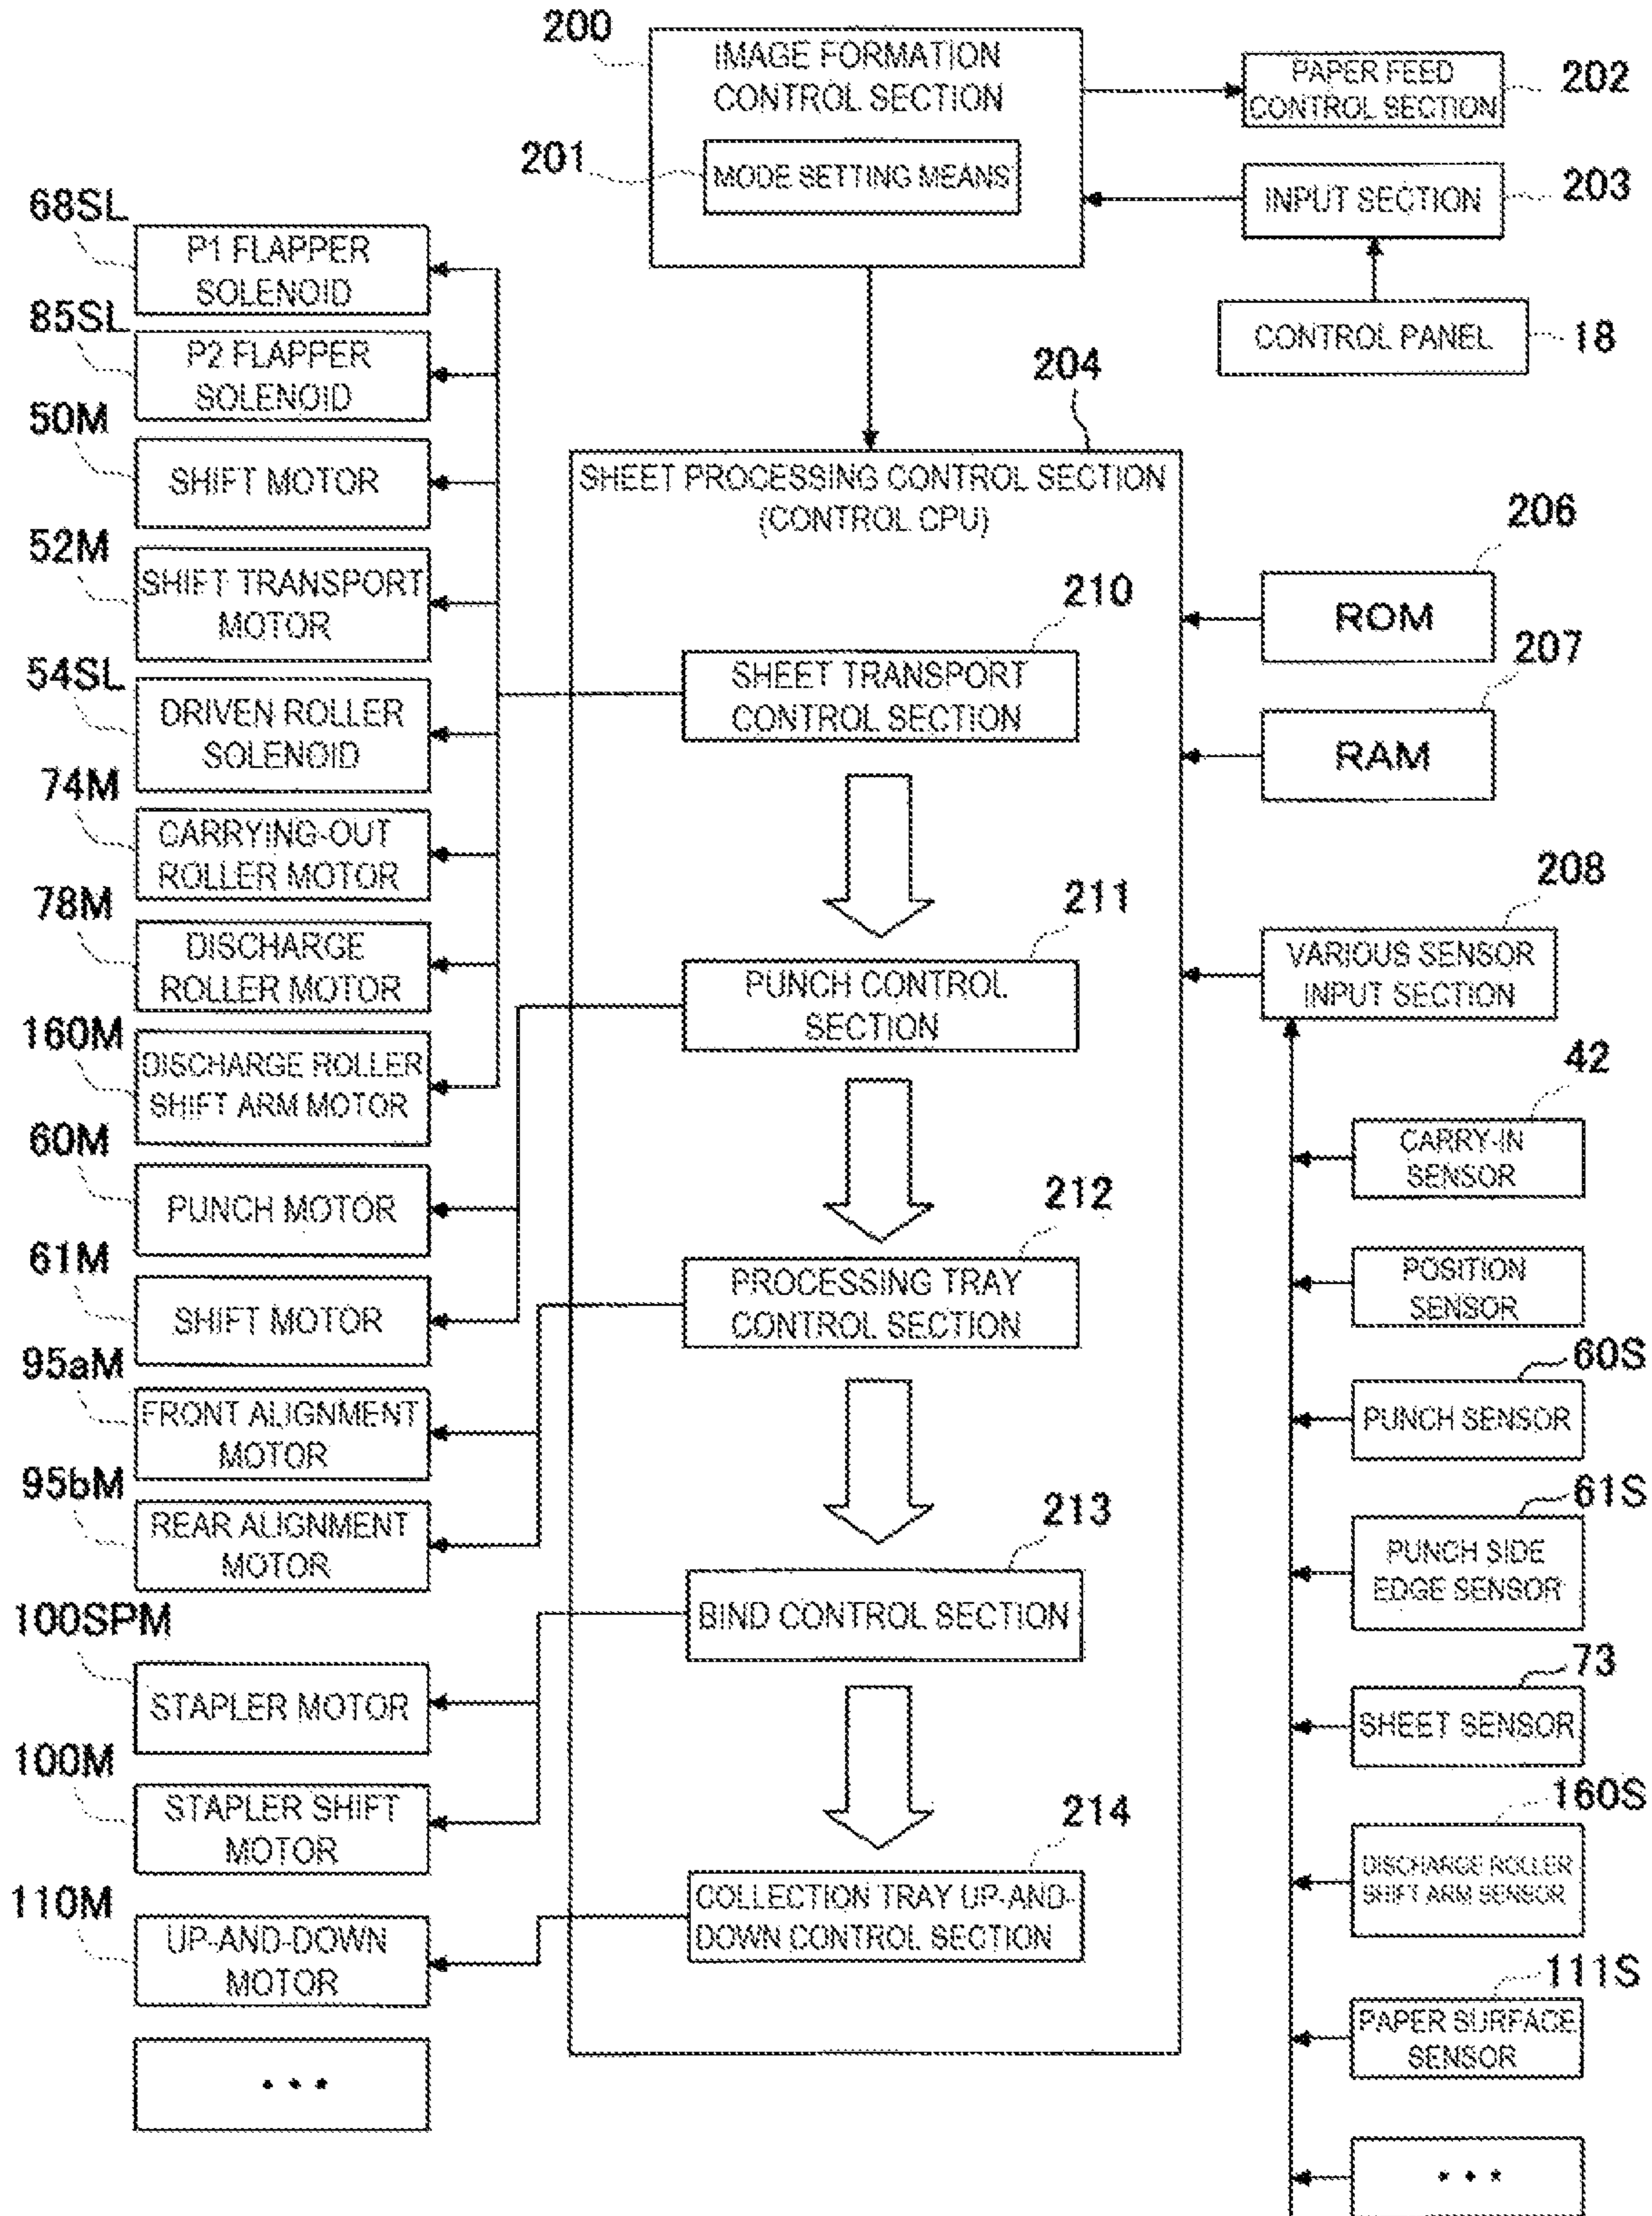 200
IMAGE FORMATION
CONTROL SECTION
201
MODE SETTING MEANS
PAPER FEED
CONTROL SECTION
202
INPUT SECTION
203
CONTROL PANEL
18
68SL
P1 FLAPPER
SOLENOID
85SL
P2 FLAPPER
SOLENOID
50M
SHIFT MOTOR
52M
SHIFT TRANSPORT
MOTOR
54SL
DRIVEN ROLLER
SOLENOID
74M
CARRYING-OUT
ROLLER MOTOR
78M
DISCHARGE
ROLLER MOTOR
160M
DISCHARGE ROLLER
SHIFT ARM MOTOR
60M
PUNCH MOTOR
61M
SHIFT MOTOR
95aM
FRONT ALIGNMENT
MOTOR
95bM
REAR ALIGNMENT
MOTOR
100SPM
STAPLER MOTOR
100M
STAPLER SHIFT
MOTOR
110M
UP-AND-DOWN
MOTOR
• • •
204
SHEET PROCESSING CONTROL SECTION
(CONTROL CPU)
210
SHEET TRANSPORT
CONTROL SECTION
211
PUNCH CONTROL
SECTION
212
PROCESSING TRAY
CONTROL SECTION
213
BIND CONTROL SECTION
214
COLLECTION TRAY UP-AND-
DOWN CONTROL SECTION
206
ROM
207
RAM
208
VARIOUS SENSOR
INPUT SECTION
42
CARRY-IN
SENSOR
POSITION
SENSOR
60S
PUNCH SENSOR
61S
PUNCH SIDE
EDGE SENSOR
73
SHEET SENSOR
160S
DISCHARGE ROLLER
SHIFT ARM SENSOR
111S
PAPER SURFACE
SENSOR
• • •